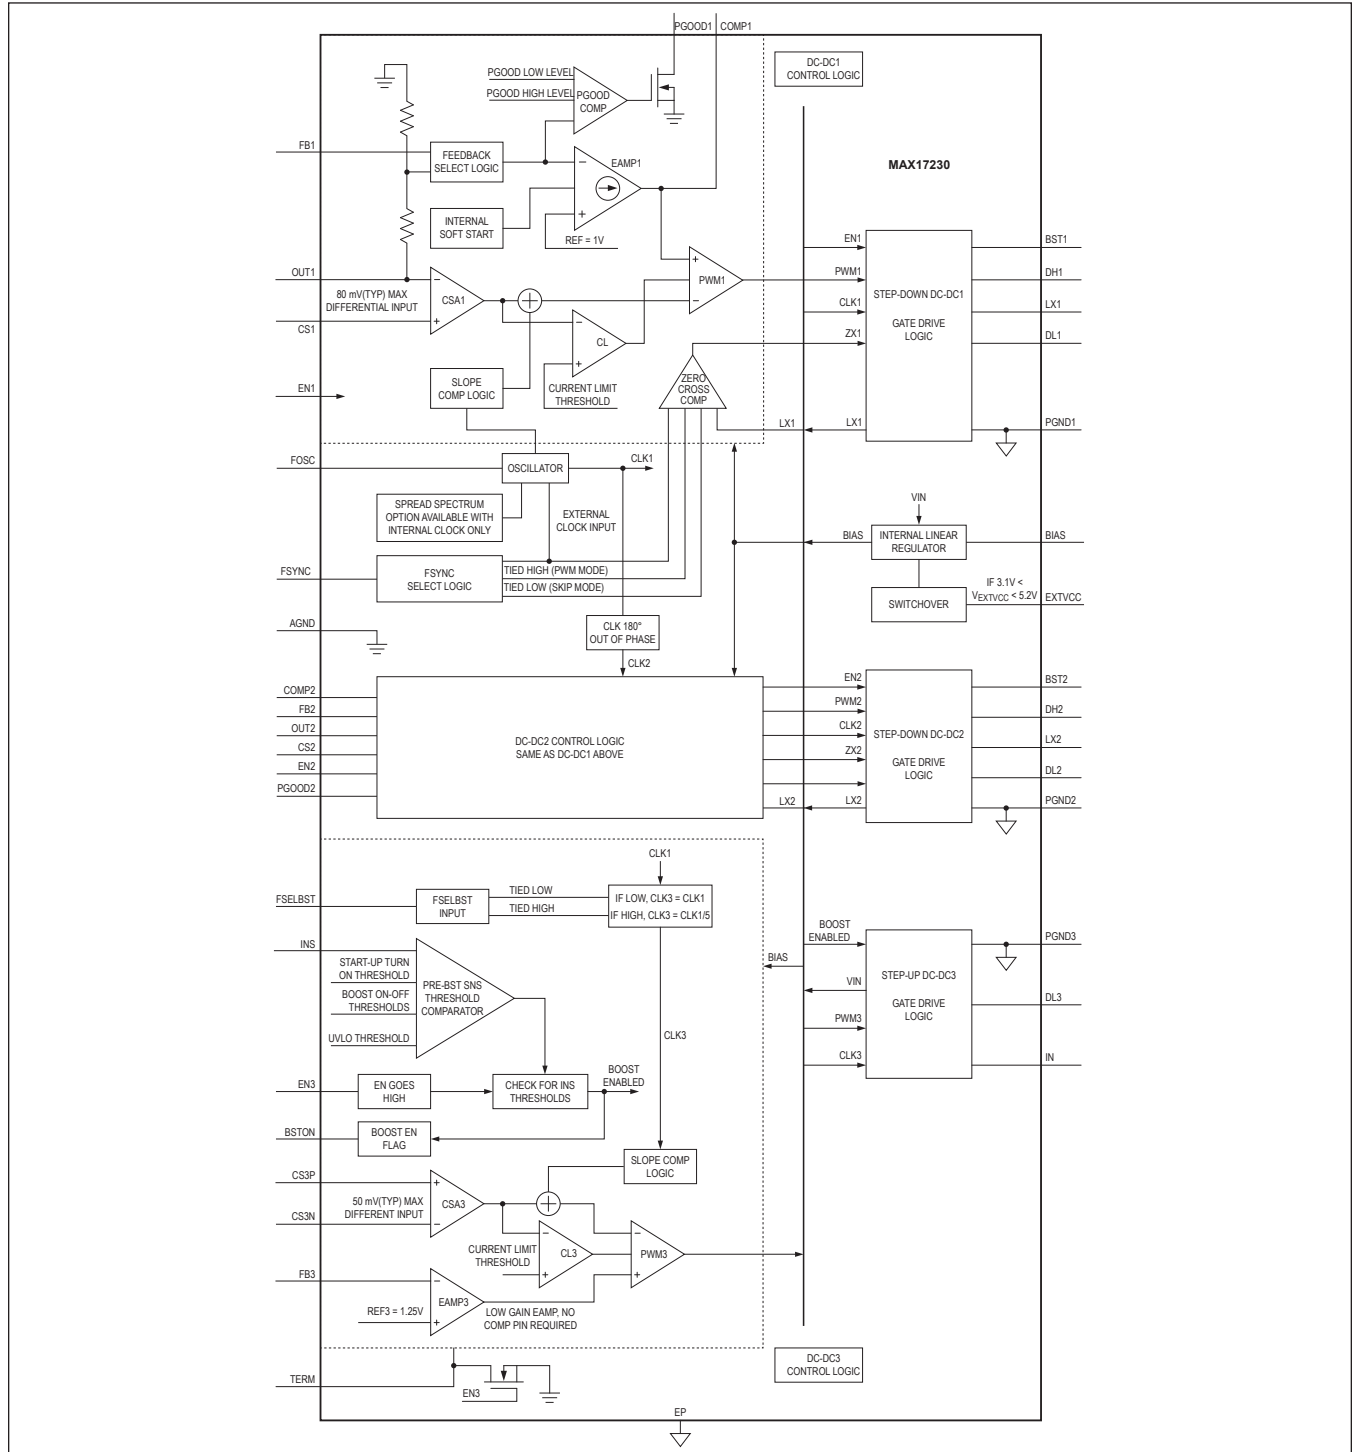 PGOOD1
COMP1
DC-DC1
CONTROL LOGIC
PGOOD LOW LEVEL
PGOOD HIGH LEVEL
PGOOD
COMP
MAX17230
FB1
FEEDBACK
SELECT LOGIC
−
EAMP1
+
INTERNAL
SOFT START
REF = 1V
OUT1
80 mV(TYP) MAX
DIFFERENTIAL INPUT
CS1
−
CSA1
+
+
PWM1
−
−
CL
+
CURRENT LIMIT
THRESHOLD
EN1
SLOPE
COMP LOGIC
ZERO
CROSS
COMP
EN1
PWM1
CLK1
ZX1
LX1
LX1
STEP-DOWN DC-DC1
GATE DRIVE
LOGIC
BST1
DH1
LX1
DL1
PGND1
FOSC
OSCILLATOR
CLK1
SPREAD SPECTRUM
OPTION AVAILABLE WITH
INTERNAL CLOCK ONLY
EXTERNAL
CLOCK INPUT
FSYNC
FSYNC
SELECT LOGIC
TIED HIGH (PWM MODE)
TIED LOW (SKIP MODE)
VIN
BIAS
INTERNAL LINEAR
REGULATOR
BIAS
SWITCHOVER
IF 3.1V <
VEXTVCC < 5.2V
EXTVCC
AGND
CLK 180°
OUT OF PHASE
CLK2
COMP2
FB2
OUT2
CS2
EN2
PGOOD2
DC-DC2 CONTROL LOGIC
SAME AS DC-DC1 ABOVE
EN2
PWM2
CLK2
ZX2
LX2
LX2
STEP-DOWN DC-DC2
GATE DRIVE
LOGIC
BST2
DH2
LX2
DL2
PGND2
CLK1
FSELBST
FSELBST
INPUT
TIED LOW
TIED HIGH
IF LOW, CLK3 = CLK1
IF HIGH, CLK3 = CLK1/5
INS
START-UP TURN
ON THRESHOLD
BOOST ON-OFF
THRESHOLDS
UVLO THRESHOLD
PRE-BST SNS
THRESHOLD
COMPARATOR
CLK3
BIAS
BOOST
ENABLED
VIN
PWM3
CLK3
STEP-UP DC-DC3
GATE DRIVE
LOGIC
PGND3
DL3
IN
EN3
EN GOES
HIGH
CHECK FOR INS
THRESHOLDS
BOOST
ENABLED
BSTON
BOOST EN
FLAG
SLOPE COMP
LOGIC
CS3P
50 mV(TYP) MAX
DIFFERENT INPUT
CS3N
+
CSA3
−
CURRENT LIMIT
THRESHOLD
−
CL3
+
−
PWM3
+
FB3
REF3 = 1.25V
−
EAMP3
+
LOW GAIN EAMP, NO
COMP PIN REQUIRED
DC-DC3
CONTROL LOGIC
TERM
EN3
EP